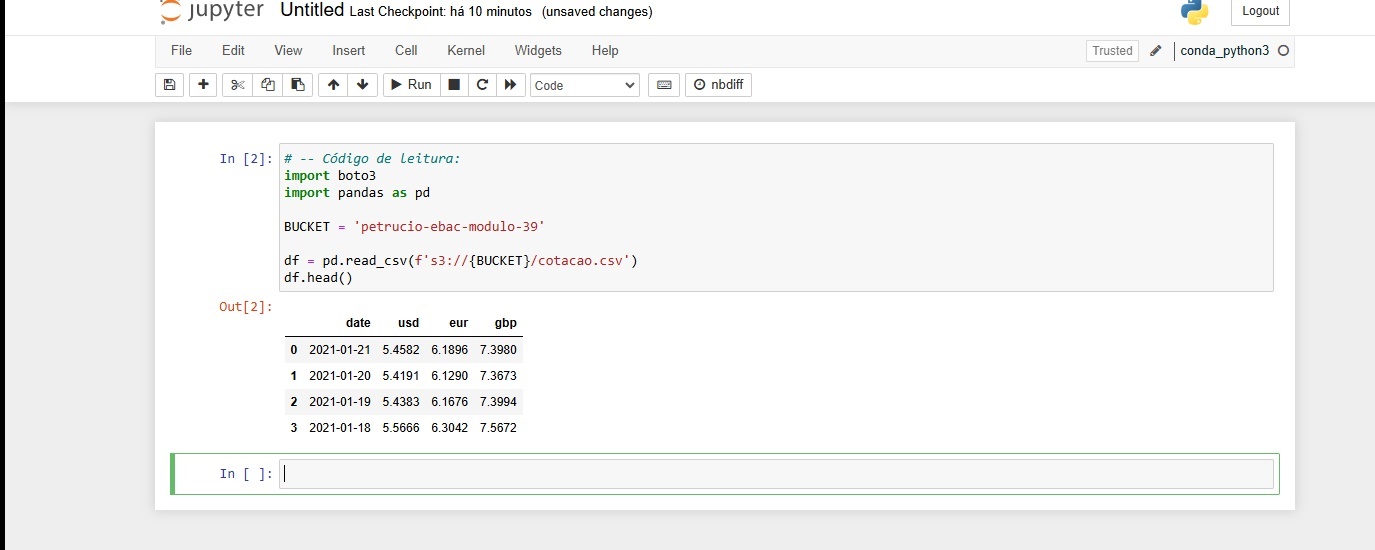 jupyter Untitled Last Checkpoint: há 10 minutos (unsaved changes) Logout
File Edit View Insert Cell Kernel Widgets Help Trusted conda_python3
Run Code nbdiff
In [2]: # -- Código de leitura:
import boto3
import pandas as pd
BUCKET = 'petrucio-ebac-modulo-39'
df = pd.read_csv(f's3://{BUCKET}/cotacao.csv')
df.head()
Out[2]:
date usd eur gbp
0 2021-01-21 5.4582 6.1896 7.3980
1 2021-01-20 5.4191 6.1290 7.3673
2 2021-01-19 5.4383 6.1676 7.3994
3 2021-01-18 5.5666 6.3042 7.5672
In [ ]: